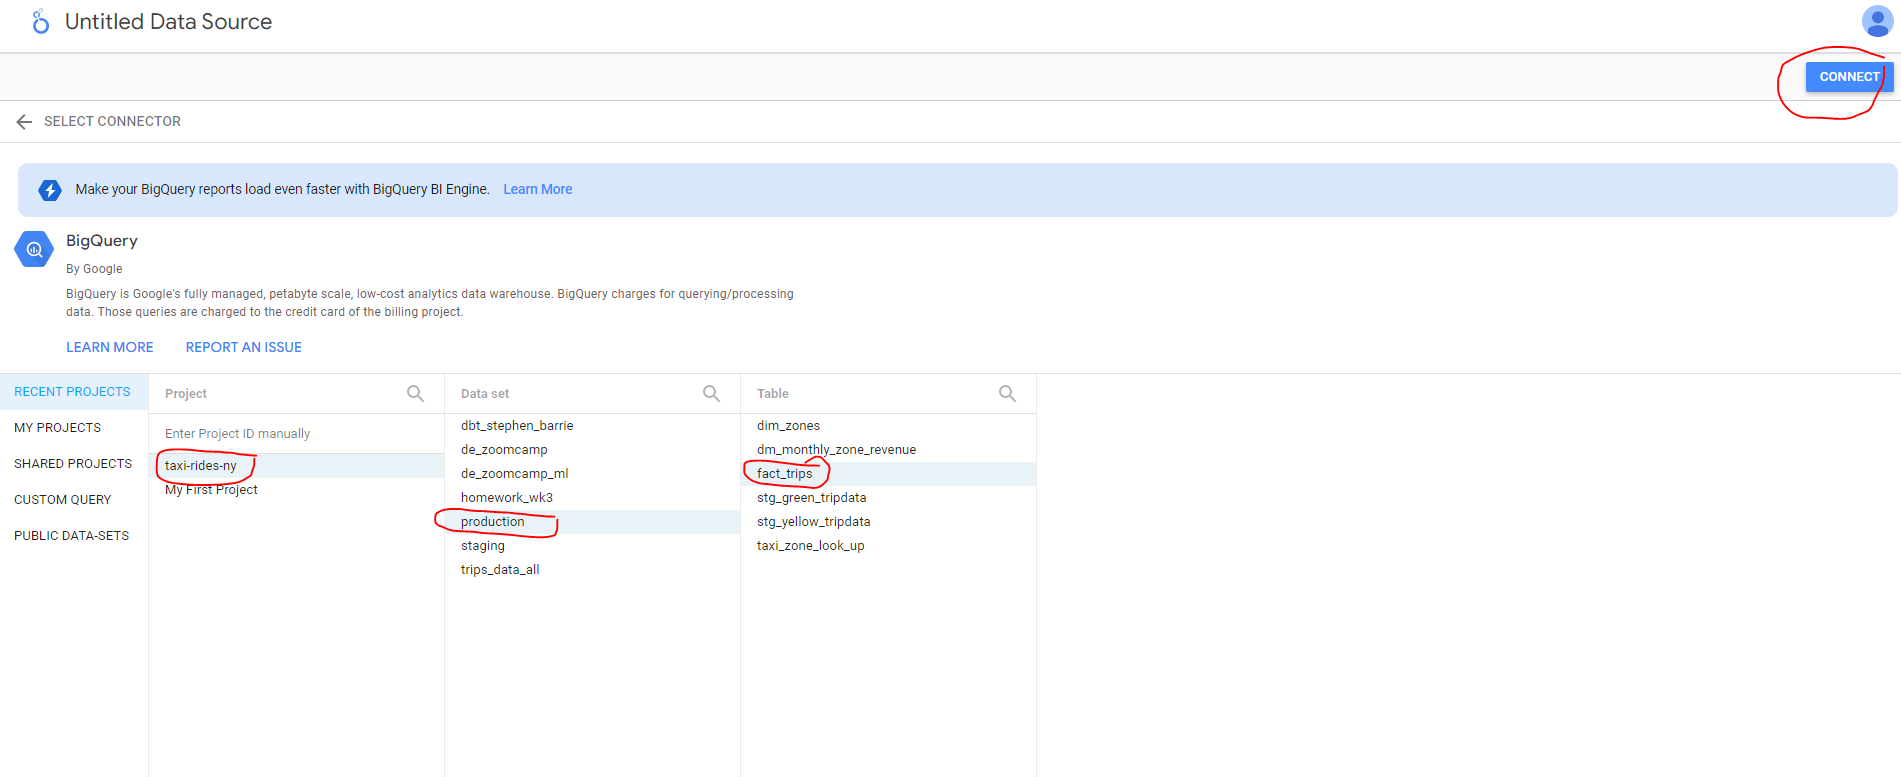 Untitled Data Source
CONNECT
SELECT CONNECTOR
Make your BigQuery reports load even faster with BigQuery BI Engine. Learn More
BigQuery
By Google
BigQuery is Google's fully managed, petabyte scale, low-cost analytics data warehouse. BigQuery charges for querying/processing
data. Those queries are charged to the credit card of the billing project.
LEARN MORE REPORT AN ISSUE
RECENT PROJECTS
MY PROJECTS
SHARED PROJECTS
CUSTOM QUERY
PUBLIC DATA-SETS
Project
Enter Project ID manually
taxi-rides-ny
My First Project
Data set
dbt_stephen_barrie
de_zoomcamp
de_zoomcamp_ml
homework_wk3
production
staging
trips_data_all
Table
dim_zones
dm_monthly_zone_revenue
fact_trips
stg_green_tripdata
stg_yellow_tripdata
taxi_zone_look_up